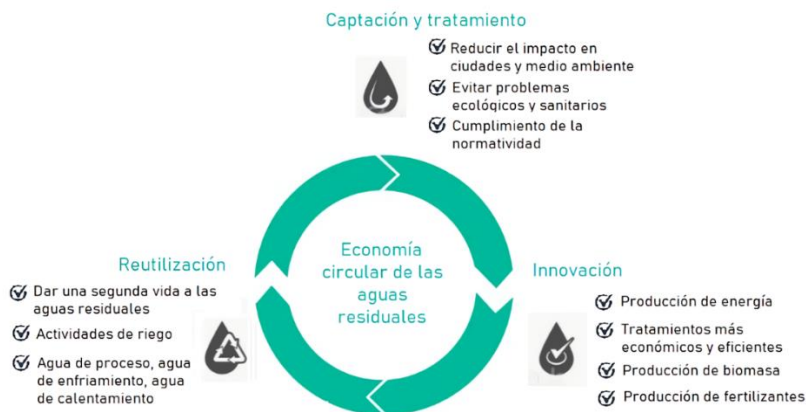 Captación y tratamiento
Reducir el impacto en
ciudades y medio ambiente
Evitar problemas
ecológicos y sanitarios
Cumplimiento de la
normatividad
Economía
circular de las
aguas
residuales
Reutilización
Dar una segunda vida a las
aguas residuales
Actividades de riego
Agua de proceso, agua
de enfriamiento, agua
de calentamiento
Innovación
Producción de energía
Tratamientos más
económicos y eficientes
Producción de biomasa
Producción de fertilizantes